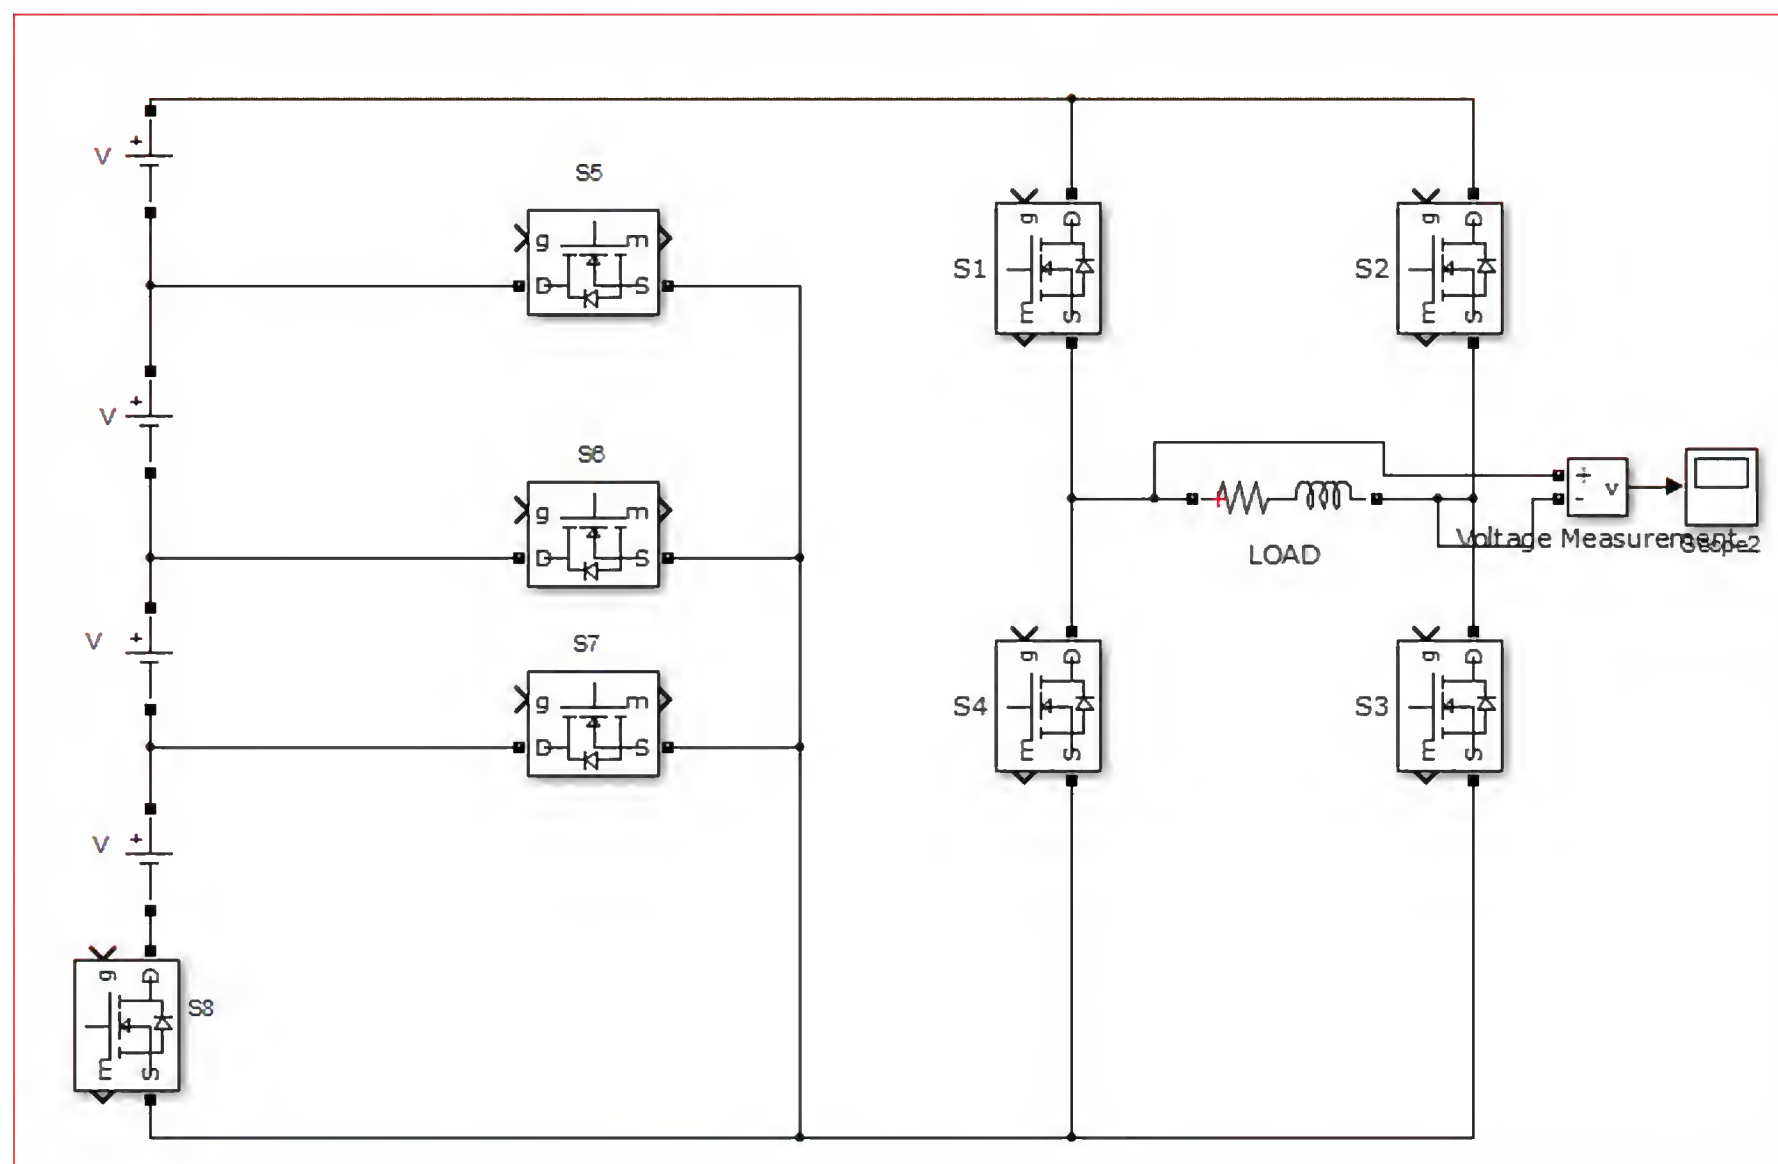 +
V
S5
g m
D S
g D
S1
m S
g D
S2
m S
+
V
S6
g m
D S
+
-
v
Voltage Measurement
LOAD
+
V
S7
g m
D S
g D
S4
m S
g D
S3
m S
+
V
g D
S8
m S